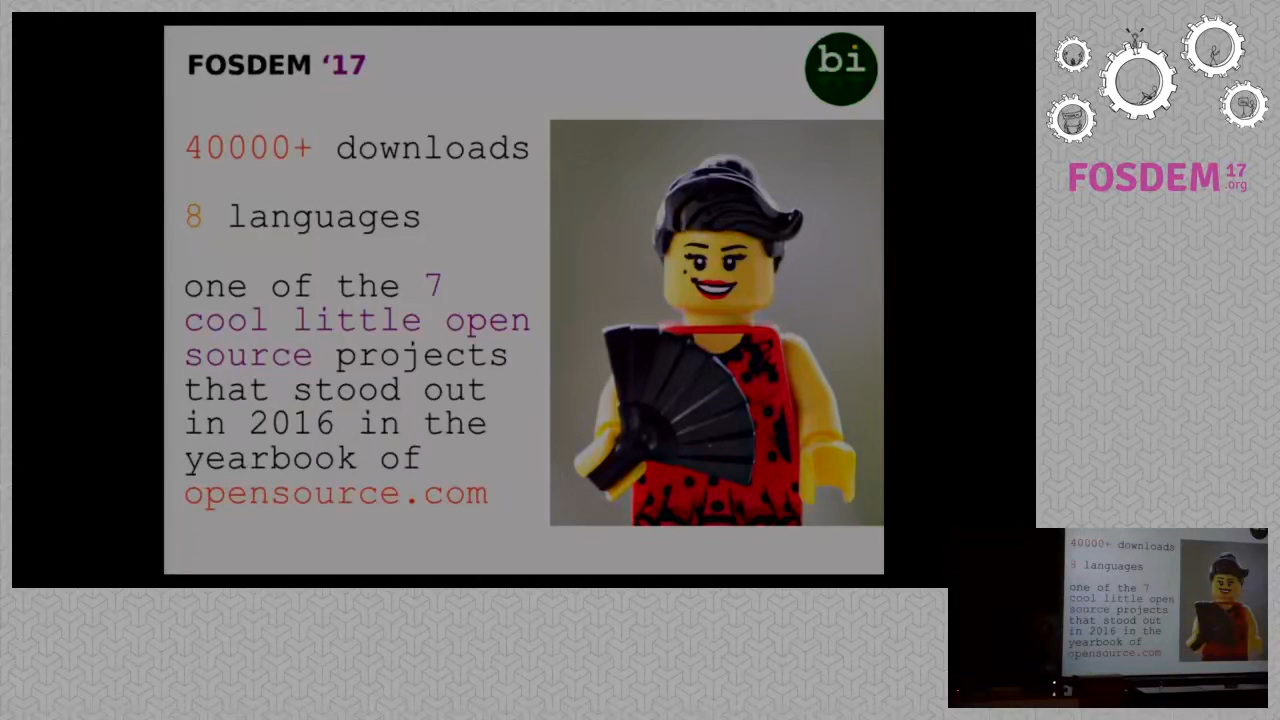 FOSDEM ‘17
bi
40000+ downloads
8 languages
one of the 7
cool little open
source projects
that stood out
in 2016 in the
yearbook of
opensource.com
FOSDEM 17
.org
40000+ downloads
8 languages
one of the 7
cool little open
source projects
that stood out
in 2016 in the
yearbook of
opensource.com